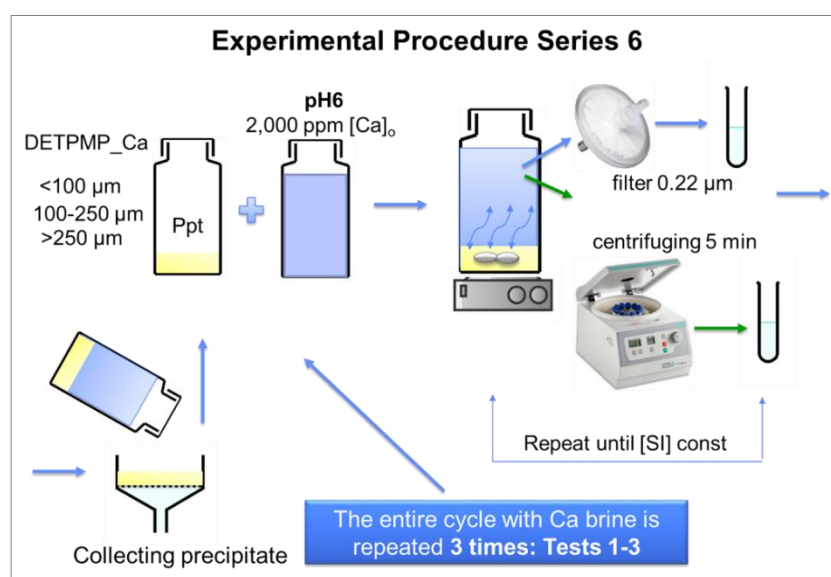 Experimental Procedure Series 6
pH6
2,000 ppm [Ca]o
DETPMP_Ca
<100 µm
100-250 µm
>250 µm
Ppt
filter 0.22 µm
centrifuging 5 min
Repeat until [SI] const
The entire cycle with Ca brine is
repeated 3 times: Tests 1-3
Collecting precipitate